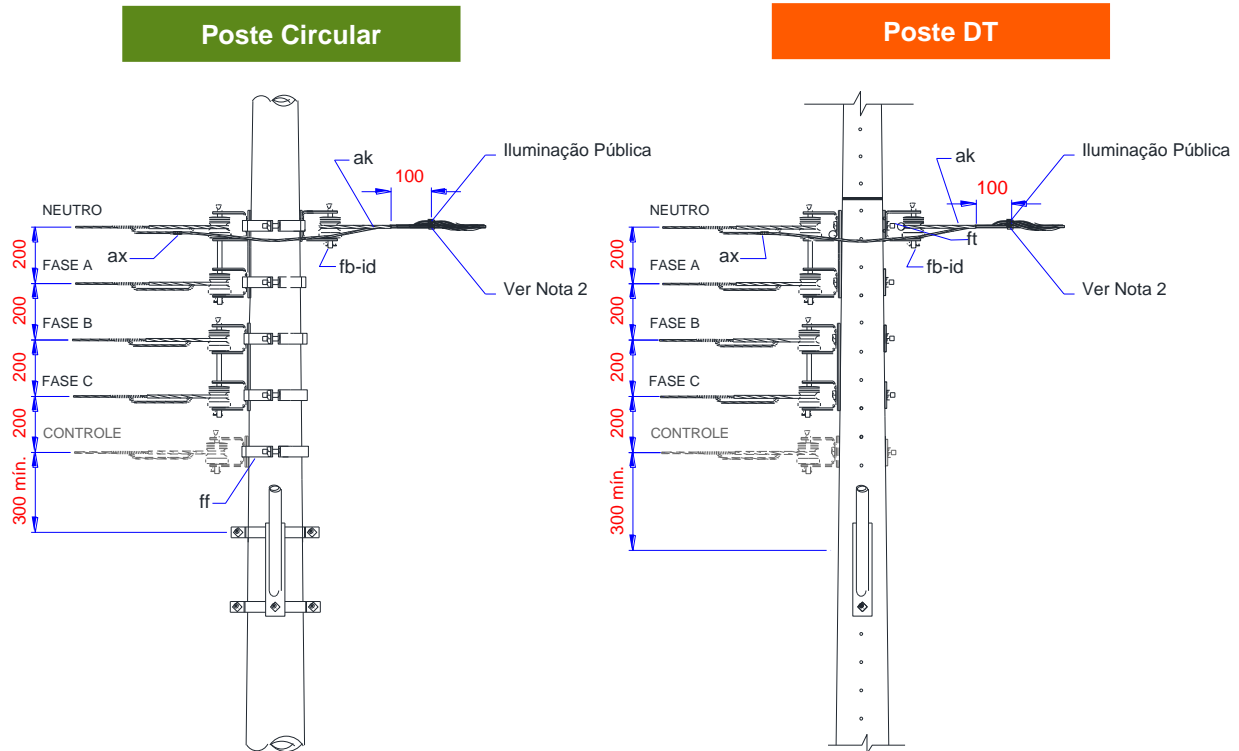 Poste Circular
Iluminação Pública
ak
100
NEUTRO
ax
fb-id
200
FASE A
Ver Nota 2
200
FASE B
200
FASE C
200
CONTROLE
ff
300 mín.
Poste DT
Iluminação Pública
ak
100
NEUTRO
ft
ax
fb-id
200
FASE A
Ver Nota 2
200
FASE B
200
FASE C
200
CONTROLE
300 mín.